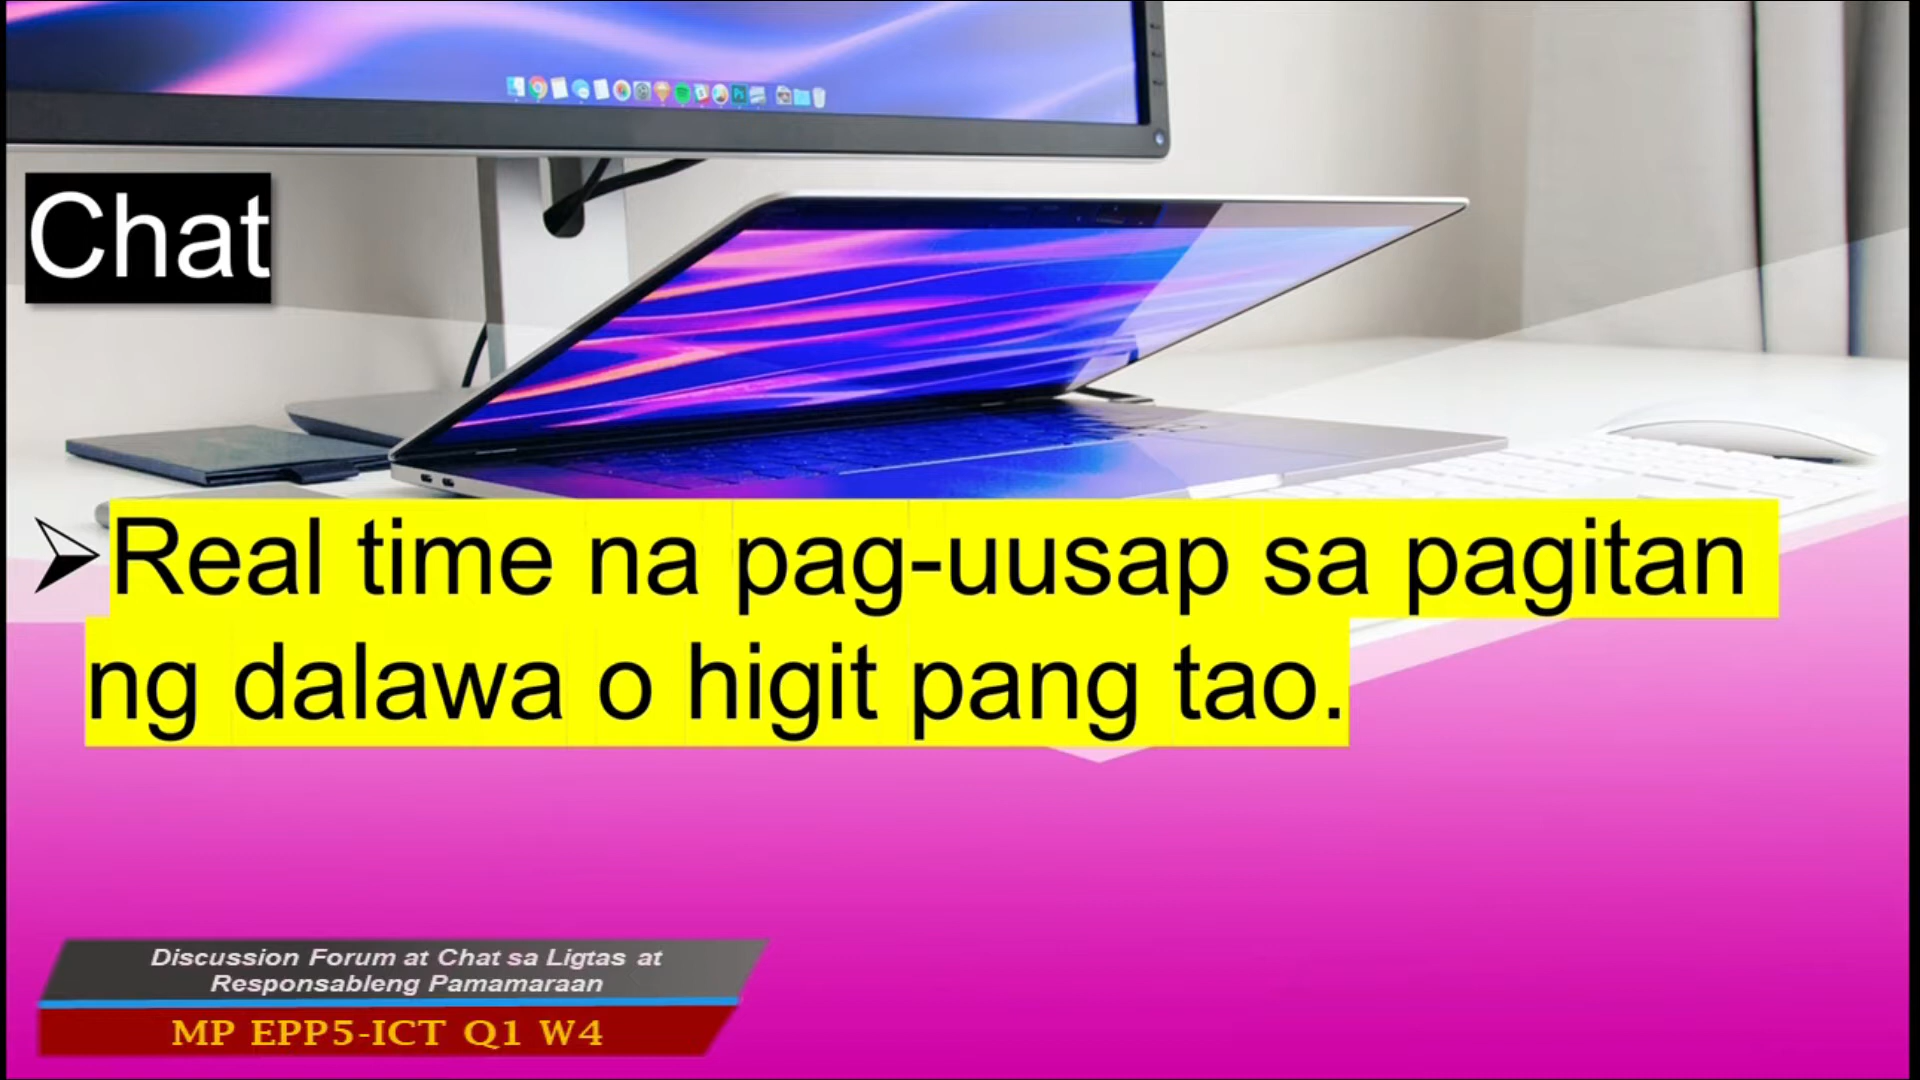 Chat
Real time na pag-uusap sa pagitan
ng dalawa o higit pang tao.
Discussion Forum at Chat sa Ligtas at
Responsableng Pamamaraan
MP EPP5-ICT Q1 W4